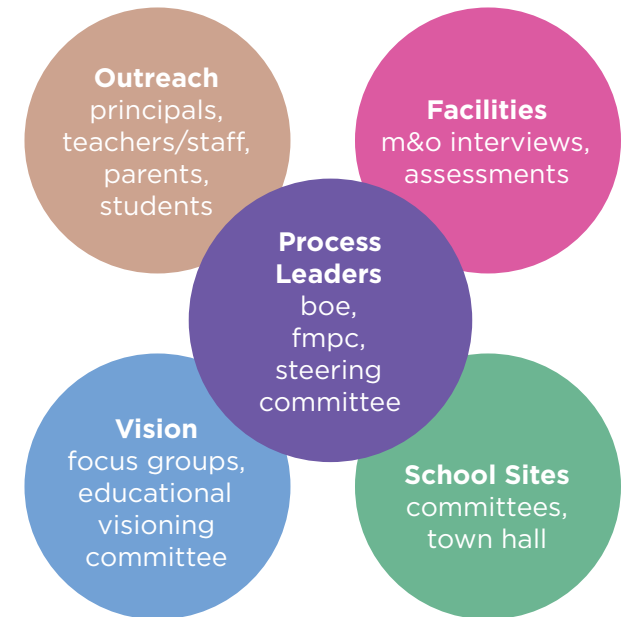 Outreach
principals,
teachers/staff,
parents,
students
Facilities
m&o interviews,
assessments
Process
Leaders
boe,
fmpc,
steering
committee
Vision
focus groups,
educational
visioning
committee
School Sites
committees,
town hall